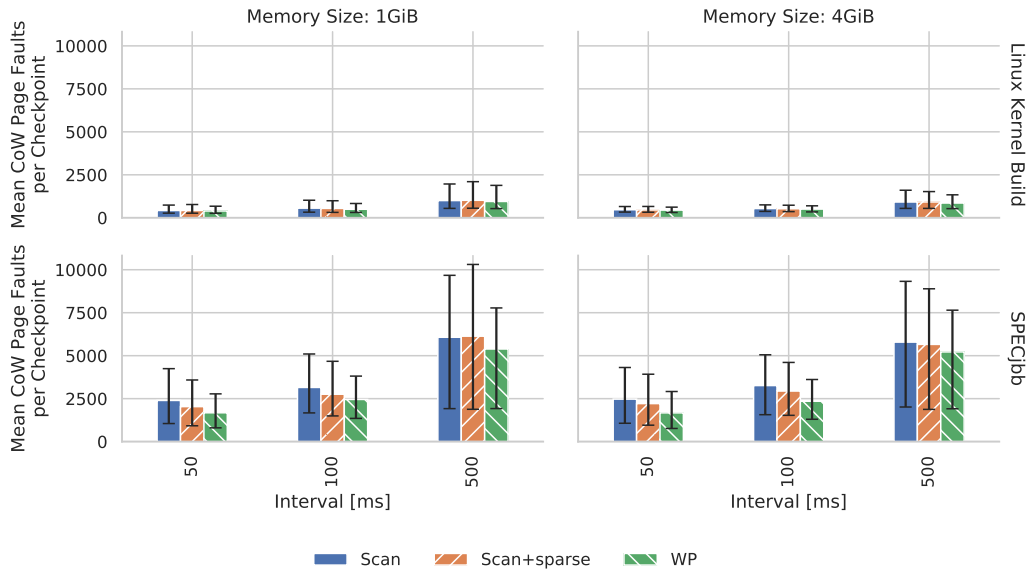 Memory Size: 1GiB
Memory Size: 4GiB
Mean CoW Page Faults
per Checkpoint
10000
7500
5000
2500
0
Linux Kernel Build
Mean CoW Page Faults
per Checkpoint
10000
7500
5000
2500
0
SPECjbb
50
100
500
50
100
500
Interval [ms]
Interval [ms]
Scan
Scan+sparse
WP